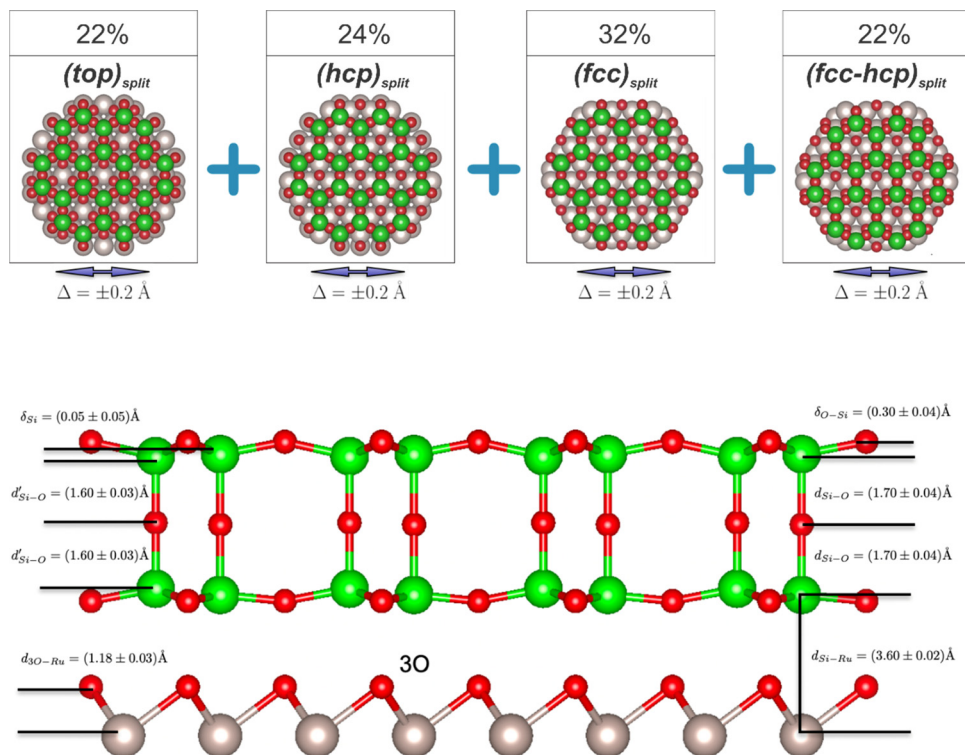 22%
24%
32%
22%
(top)split
(hcp)split
(fcc)split
(fcc-hcp)split
Δ = ±0.2 Å
Δ = ±0.2 Å
Δ = ±0.2 Å
Δ = ±0.2 Å
δSi = (0.05 ± 0.05)Å
δO−Si = (0.30 ± 0.04)Å
d′Si−O = (1.60 ± 0.03)Å
dSi−O = (1.70 ± 0.04)Å
d′Si−O = (1.60 ± 0.03)Å
dSi−O = (1.70 ± 0.04)Å
d3O−Ru = (1.18 ± 0.03)Å
3O
dSi−Ru = (3.60 ± 0.02)Å